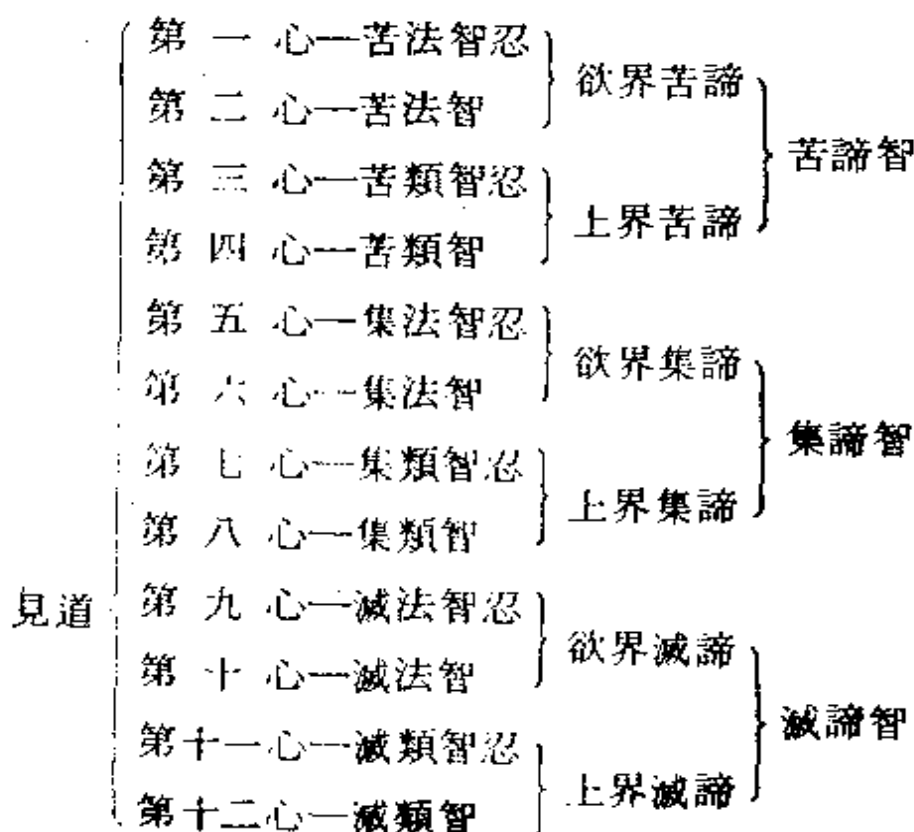 第一心—苦法智忍
第二心—苦法智
欲界苦諦
第三心—苦類智忍
第四心—苦類智
上界苦諦
苦諦智
第五心—集法智忍
第六心—集法智
欲界集諦
第七心—集類智忍
第八心—集類智
上界集諦
集諦智
見道
第九心—滅法智忍
第十心—滅法智
欲界滅諦
第十一心—滅類智忍
第十二心—滅類智
上界滅諦
滅諦智